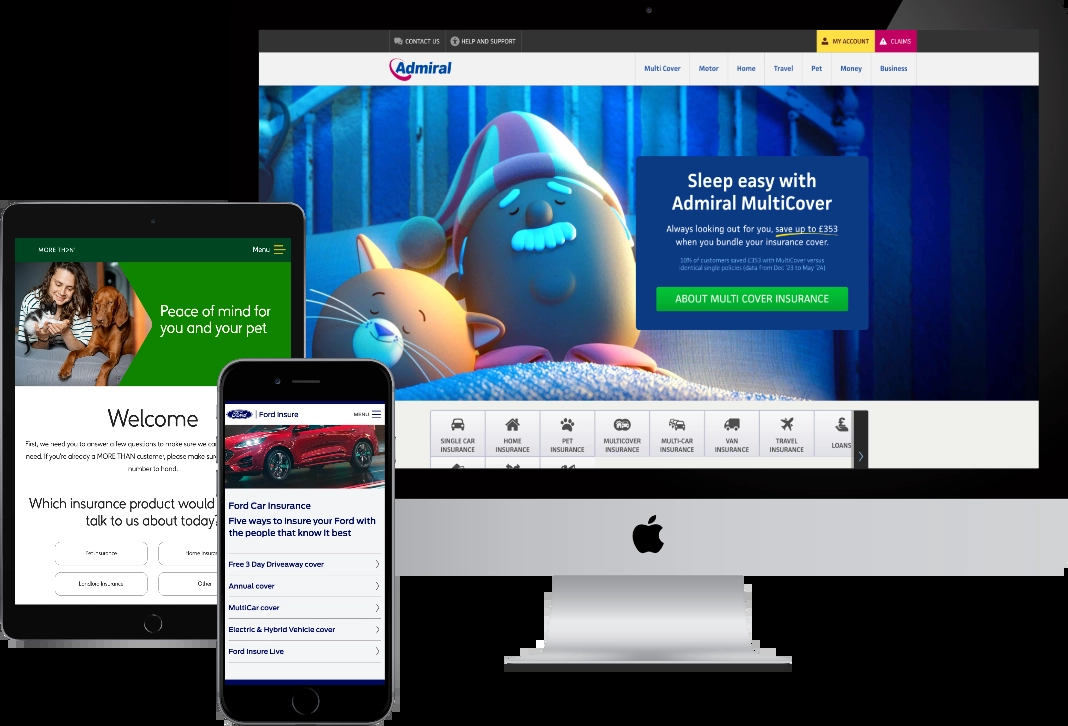 CONTACT US
HELP AND SUPPORT
MY ACCOUNT
CLAIMS
Admiral
Multi Cover
Motor
Home
Travel
Pet
Money
Business
Sleep easy with
Admiral MultiCover
Always looking out for you, save up to £353
when you bundle your insurance cover.
10% of customers saved £353 with MultiCover versus
identical single policies (data from Dec '23 to May '24)
ABOUT MULTI COVER INSURANCE
SINGLE CAR
INSURANCE
HOME
INSURANCE
PET
INSURANCE
MULTICOVER
INSURANCE
MULTI-CAR
INSURANCE
VAN
INSURANCE
TRAVEL
INSURANCE
LOANS
MORE TH>N
Menu
Peace of mind for
you and your pet
Welcome
First, we need you to answer a few questions to make sure we
need. If you're already a MORE THAN customer, please make
number to hand.
Which insurance product would
talk to us about today?
Pet Insurance
Home
Landlord Insurance
Other
Ford
Ford Insure
MENU
Ford Car Insurance
Five ways to insure your Ford with
the people that know it best
Free 3 Day Driveaway cover
Annual cover
MultiCar cover
Electric & Hybrid Vehicle cover
Ford Insure Live